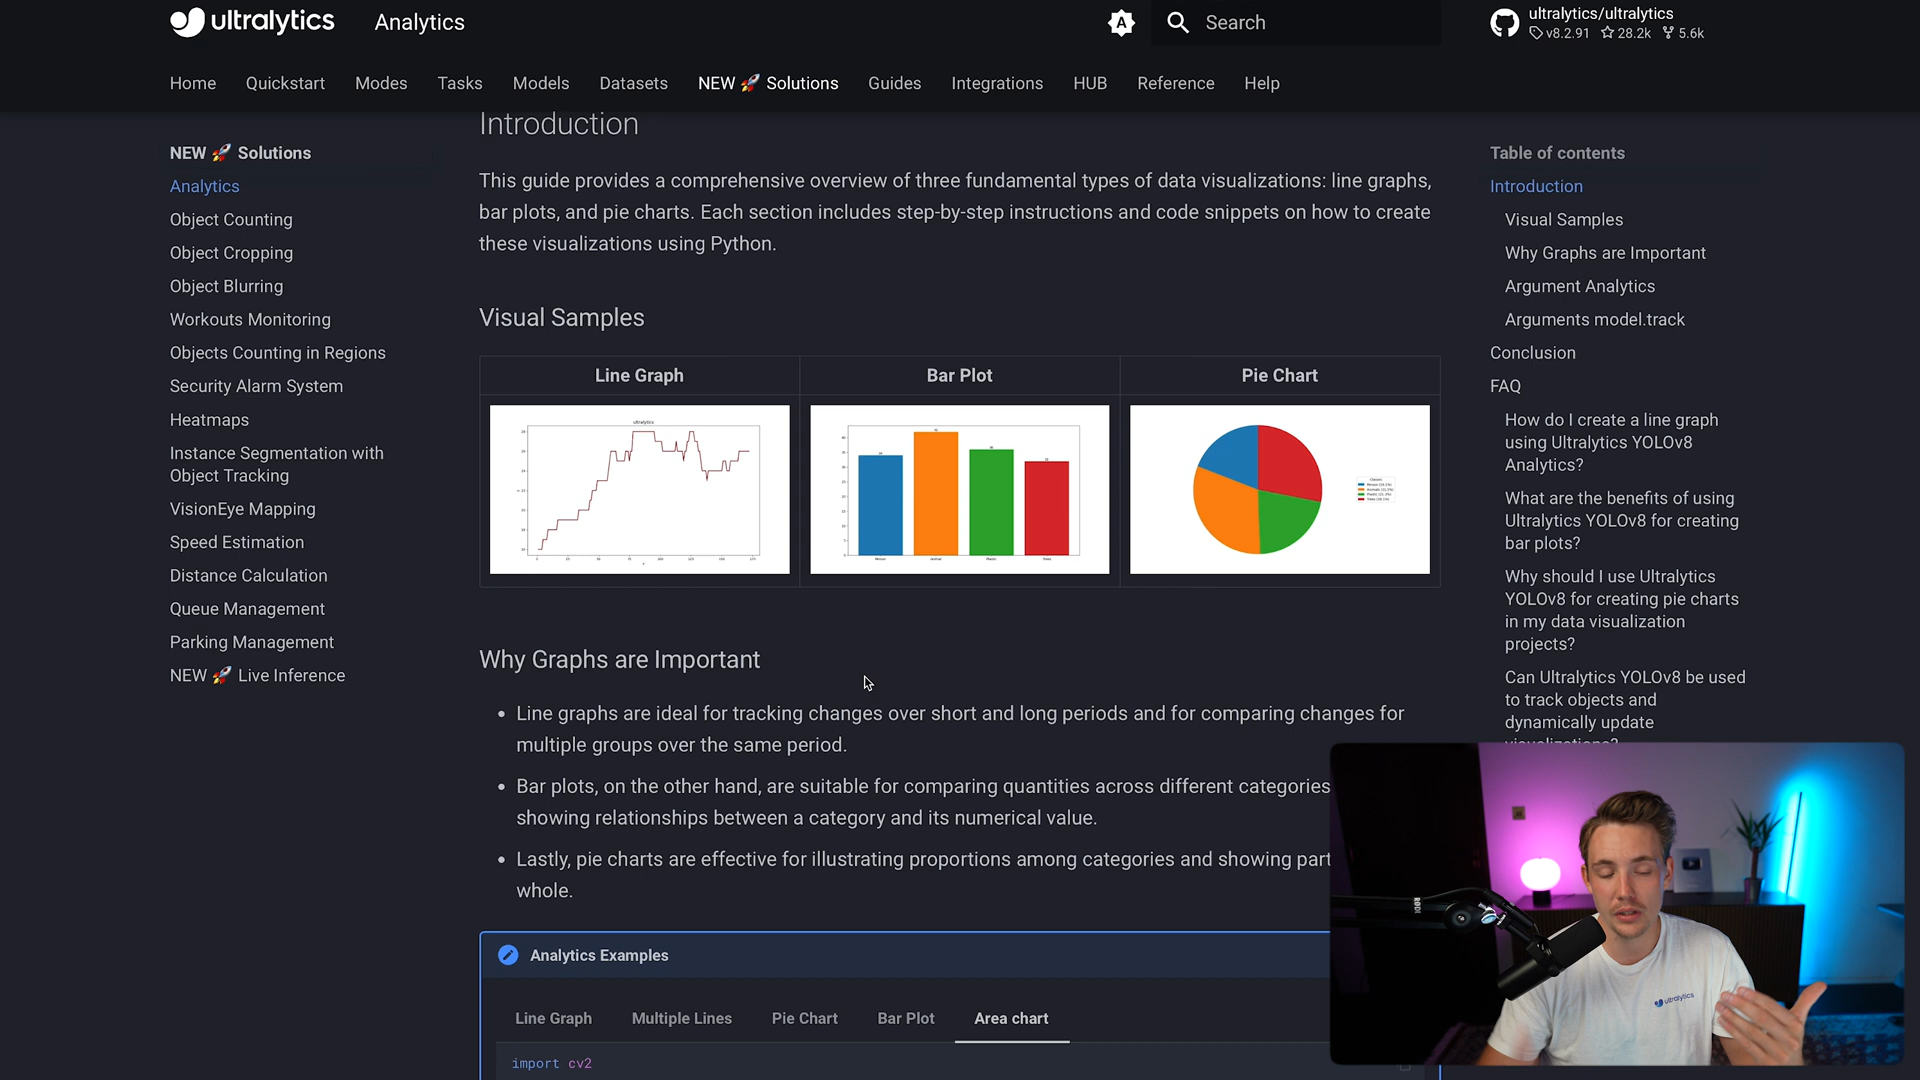 ultralytics
Analytics
A
Search
ultralytics/ultralytics
v8.2.91 28.2k 5.6k
Home Quickstart Modes Tasks Models Datasets NEW 🚀 Solutions Guides Integrations HUB Reference Help
NEW 🚀 Solutions
Analytics
Object Counting
Object Cropping
Object Blurring
Workouts Monitoring
Objects Counting in Regions
Security Alarm System
Heatmaps
Instance Segmentation with
Object Tracking
VisionEye Mapping
Speed Estimation
Distance Calculation
Queue Management
Parking Management
NEW 🚀 Live Inference
Introduction
This guide provides a comprehensive overview of three fundamental types of data visualizations: line graphs,
bar plots, and pie charts. Each section includes step-by-step instructions and code snippets on how to create
these visualizations using Python.
Visual Samples
Line Graph Bar Plot Pie Chart
ultralytics
Why Graphs are Important
• Line graphs are ideal for tracking changes over short and long periods and for comparing changes for
multiple groups over the same period.
• Bar plots, on the other hand, are suitable for comparing quantities across different categories
showing relationships between a category and its numerical value.
• Lastly, pie charts are effective for illustrating proportions among categories and showing part
whole.
Analytics Examples
Line Graph Multiple Lines Pie Chart Bar Plot Area chart
import cv2
Table of contents
Introduction
Visual Samples
Why Graphs are Important
Argument Analytics
Arguments model.track
Conclusion
FAQ
How do I create a line graph
using Ultralytics YOLOv8
Analytics?
What are the benefits of using
Ultralytics YOLOv8 for creating
bar plots?
Why should I use Ultralytics
YOLOv8 for creating pie charts
in my data visualization
projects?
Can Ultralytics YOLOv8 be used
to track objects and
dynamically update
visualizations?
RØDE
ultralytics